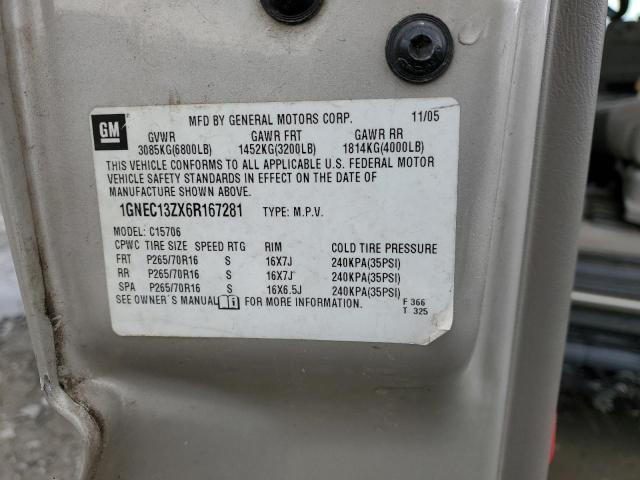 GM
MFD BY GENERAL MOTORS CORP. 11/05
GVWR GAWR FRT GAWR RR
3085KG(6800LB) 1452KG(3200LB) 1814KG(4000LB)
THIS VEHICLE CONFORMS TO ALL APPLICABLE U.S. FEDERAL MOTOR
VEHICLE SAFETY STANDARDS IN EFFECT ON THE DATE OF
MANUFACTURE SHOWN ABOVE.
1GNEC13ZX6R167281 TYPE: M.P.V.
MODEL: C15706
CPWC TIRE SIZE SPEED RTG RIM COLD TIRE PRESSURE
FRT P265/70R16 S 16X7J 240KPA(35PSI)
RR P265/70R16 S 16X7J 240KPA(35PSI)
SPA P265/70R16 S 16X6.5J 240KPA(35PSI)
SEE OWNER'S MANUAL FOR MORE INFORMATION. F 366
T 325